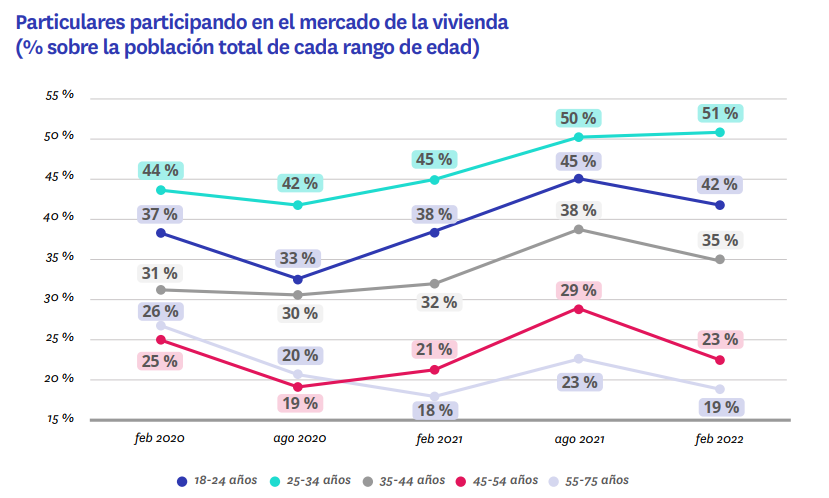 Particulares participando en el mercado de la vivienda
(% sobre la población total de cada rango de edad)
55 %
50 %
45 %
40 %
35 %
30 %
25 %
20 %
15 %
44 %
42 %
45 %
50 %
51 %
37 %
33 %
38 %
45 %
42 %
31 %
30 %
32 %
38 %
35 %
26 %
20 %
18 %
23 %
19 %
25 %
19 %
21 %
29 %
23 %
feb 2020
ago 2020
feb 2021
ago 2021
feb 2022
18-24 años
25-34 años
35-44 años
45-54 años
55-75 años